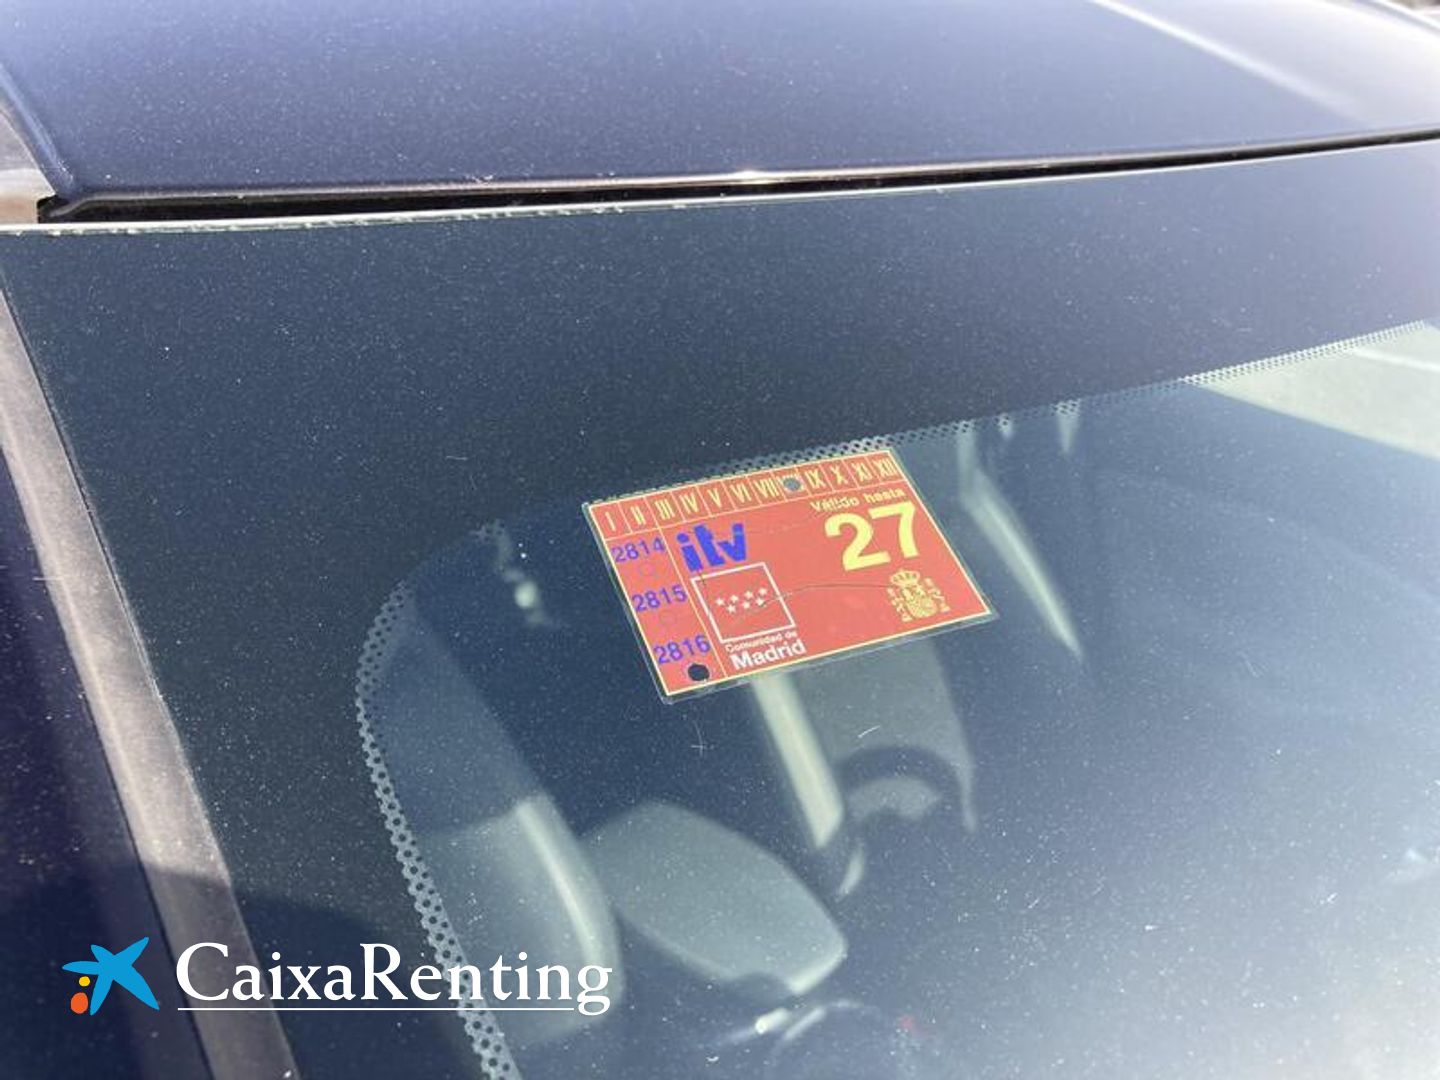 I II III IV V VI VII IX X XI XII
Válido hasta
27
itv
2814
2815
2816
Comunidad de
Madrid
CaixaRenting